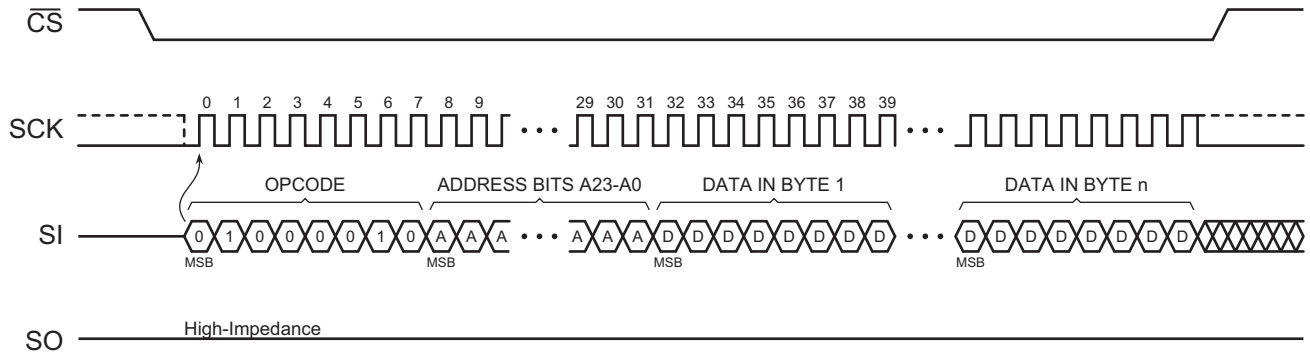 CS
0 1 2 3 4 5 6 7 8 9 29 30 31 32 33 34 35 36 37 38 39
SCK
OPCODE ADDRESS BITS A23-A0 DATA IN BYTE 1 DATA IN BYTE n
SI 0 1 0 0 0 0 1 0 A A A A A A D D D D D D D D D D D D D D D D
MSB MSB MSB MSB
High-Impedance
SO